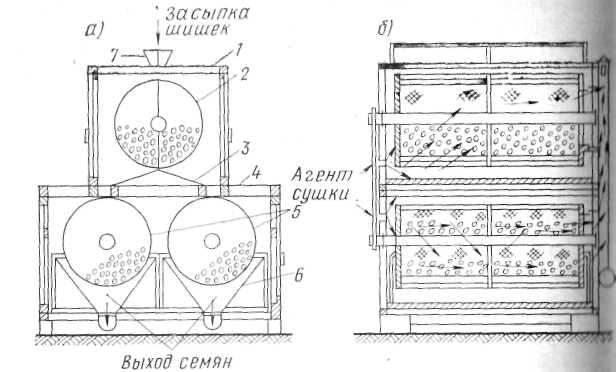 а)
Засыпка
шишек
б)
7
1
2
3
4
5
6
Агент
сушки
Выход семян